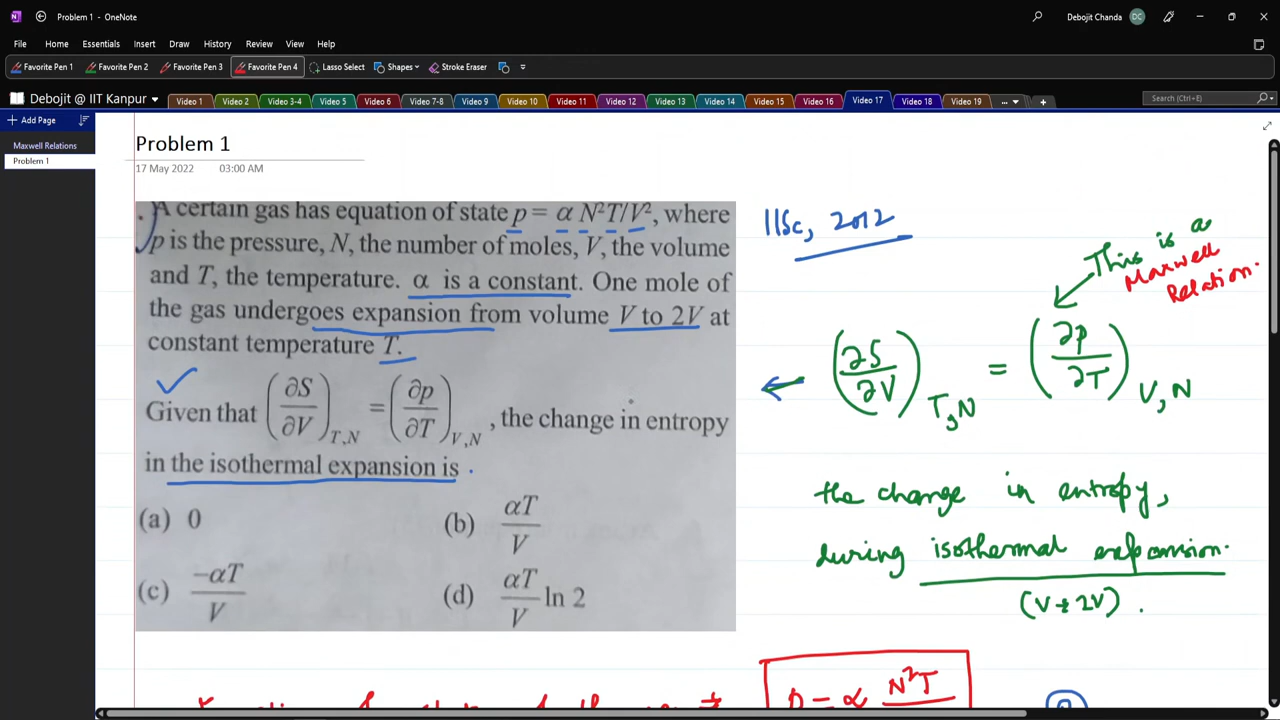 Problem 1 - OneNote
Debojit Chanda DC
File Home Essentials Insert Draw History Review View Help
Favorite Pen 1 Favorite Pen 2 Favorite Pen 3 Favorite Pen 4 Lasso Select Shapes Stroke Eraser
Debojit @ IIT Kanpur Video 1 Video 2 Video 3-4 Video 5 Video 6 Video 7-8 Video 9 Video 10 Video 11 Video 12 Video 13 Video 14 Video 15 Video 16 Video 17 Video 18 Video 19 ... + Search (Ctrl+E)
+ Add Page
Maxwell Relations
Problem 1
Problem 1
17 May 2022 03:00 AM
A certain gas has equation of state p = α N²T/V², where
p is the pressure, N, the number of moles, V, the volume
and T, the temperature. α is a constant. One mole of
the gas undergoes expansion from volume V to 2V at
constant temperature T.
Given that (∂S/∂V)T,N = (∂p/∂T)V,N, the change in entropy
in the isothermal expansion is
(a) 0 (b) αT/V
(c) -αT/V (d) αT/V ln 2
IISc, 2012
This is a
Maxwell
Relation.
(∂S/∂V)T,N = (∂p/∂T)V,N
the change in entropy,
during isothermal expansion.
(V→2V).
p = α N²T